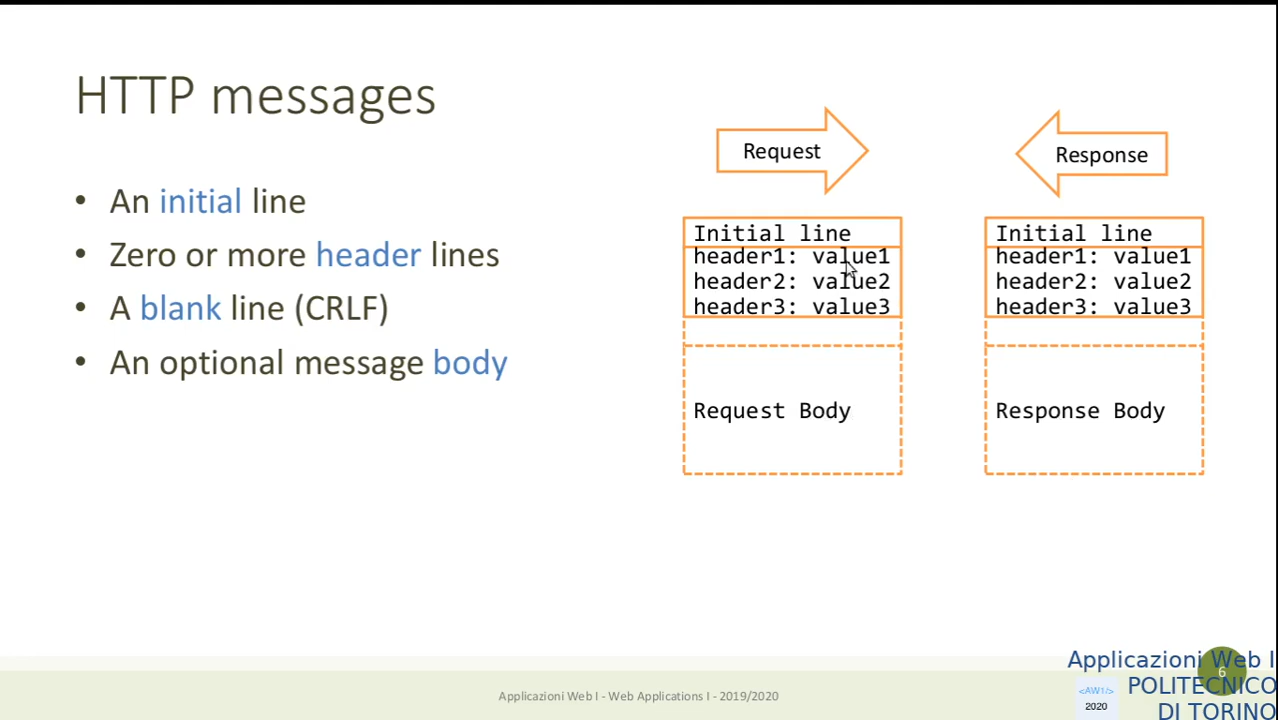 HTTP messages
• An initial line
• Zero or more header lines
• A blank line (CRLF)
• An optional message body
Request
Initial line
header1: value1
header2: value2
header3: value3
Request Body
Response
Initial line
header1: value1
header2: value2
header3: value3
Response Body
Applicazioni Web I - Web Applications I - 2019/2020
6
<AW1/>
2020
Applicazioni Web I
POLITECNICO
DI TORINO